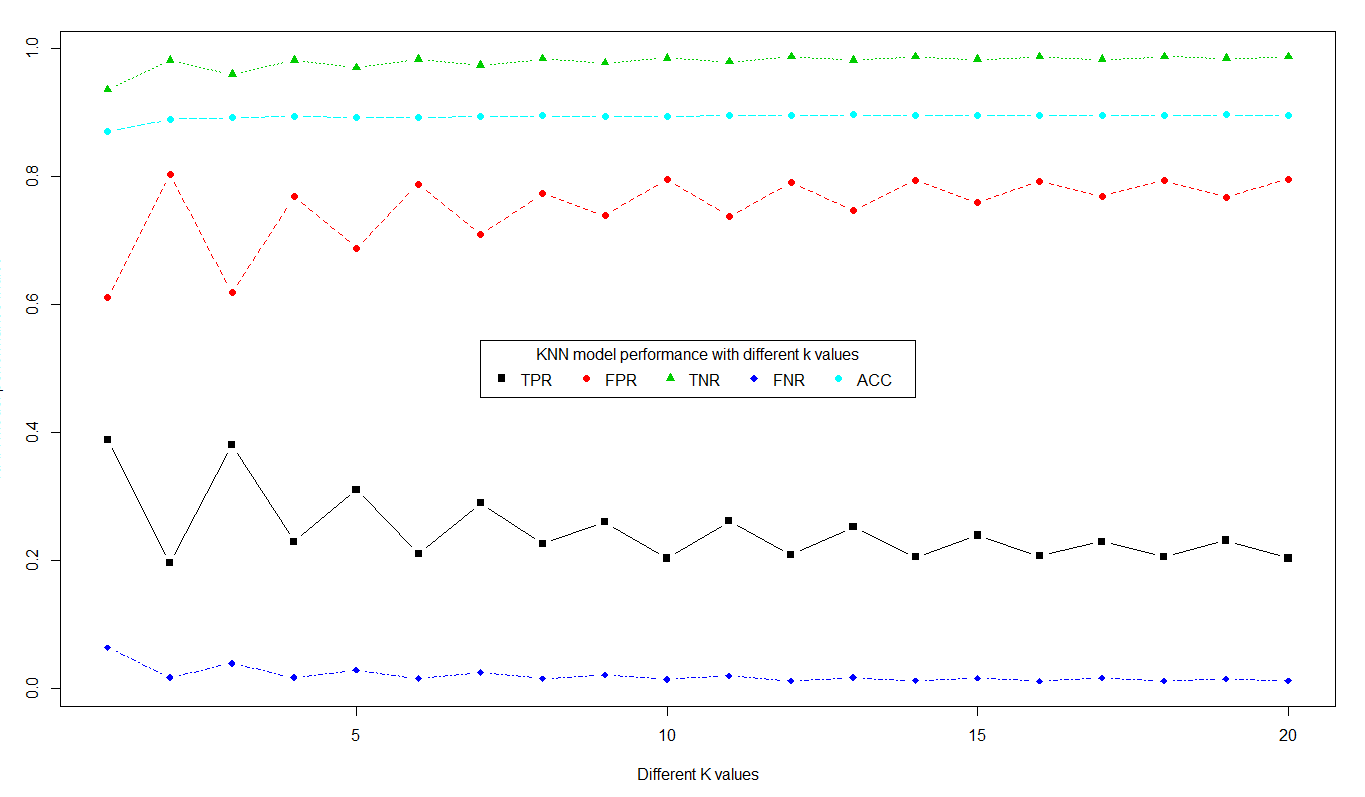 1.0
0.8
0.6
0.4
0.2
0.0
KNN model performance with different k values
TPR FPR TNR FNR ACC
5 10 15 20
Different K values